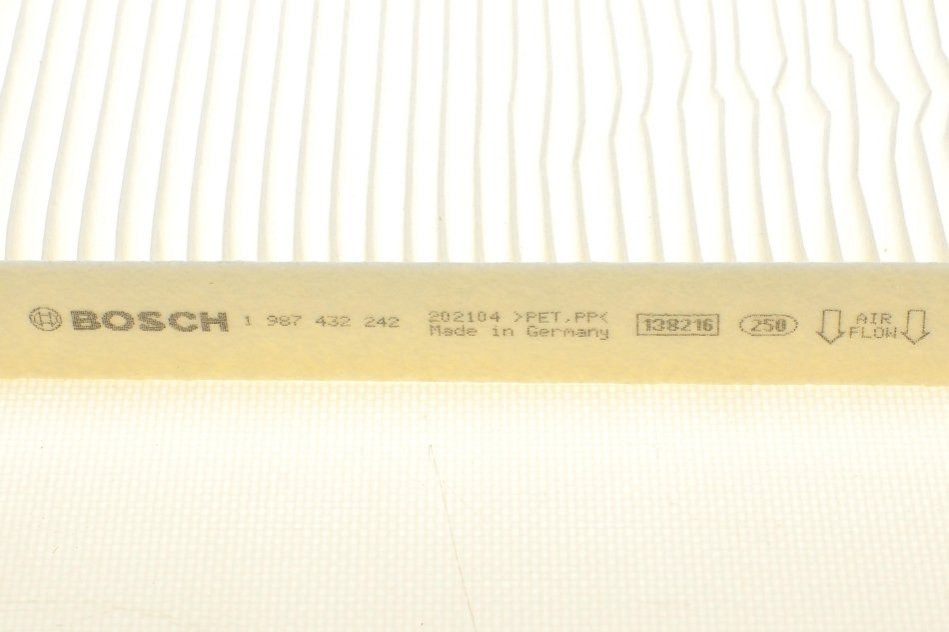 BOSCH 1 987 432 242
202104 >PET,PP<
Made in Germany
138216
250
AIR
FLOW